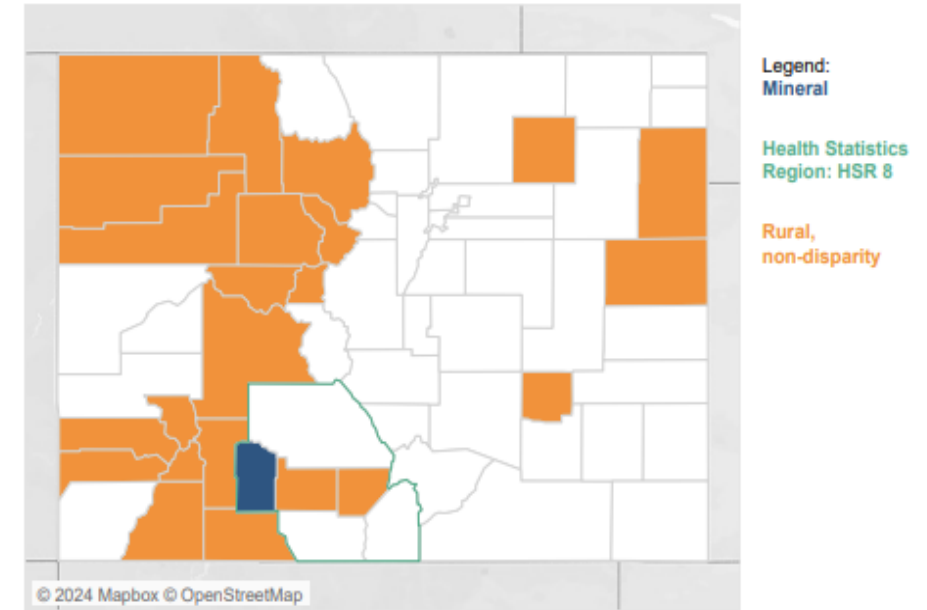 Legend:
Mineral
Health Statistics
Region: HSR 8
Rural,
non-disparity
© 2024 Mapbox © OpenStreetMap